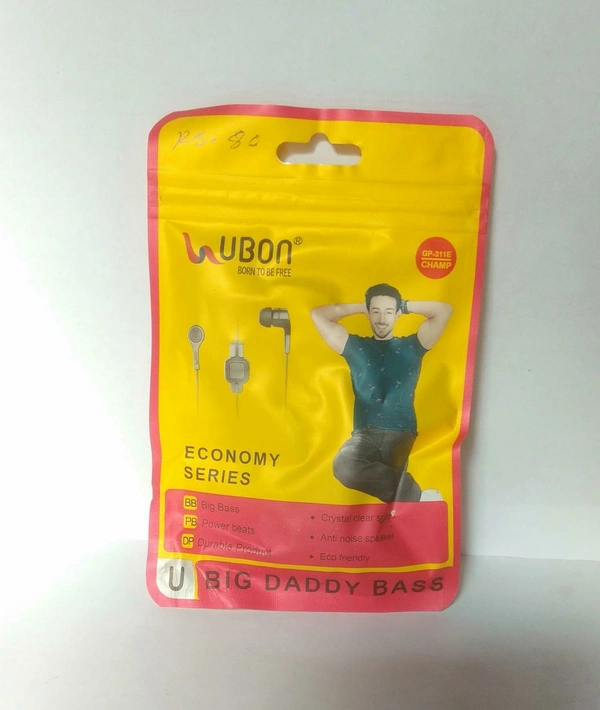 Rs. 80
UBON®
BORN TO BE FREE
GP-311E
CHAMP
ECONOMY
SERIES
BB Big Bass
PB Power beats
DP Durable Product
• Crystal clear
• Anti noise speaker
• Eco friendly
U BIG DADDY BASS